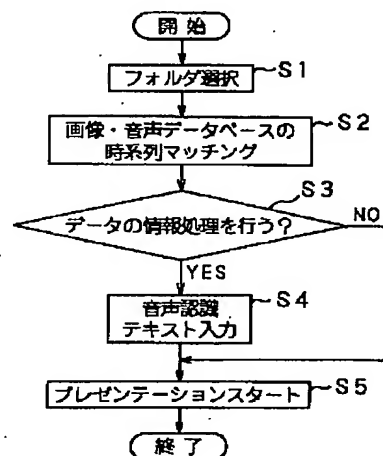 開始
S1
フォルダ選択
S2
画像・音声データベースの
時系列マッチング
S3
データの情報処理を行う?
NO
YES
S4
音声認識
テキスト入力
S5
プレゼンテーションスタート
終了